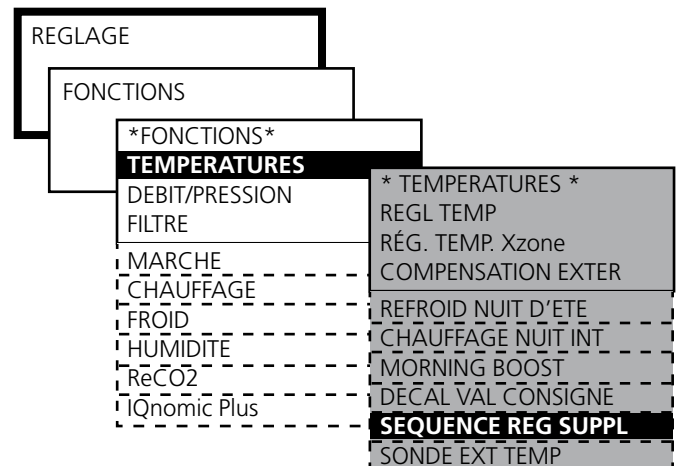 REGLAGE
FONCTIONS
*FONCTIONS*
TEMPERATURES
DEBIT/PRESSION
FILTRE
MARCHE
CHAUFFAGE
FROID
HUMIDITE
ReCO2
IQnomic Plus
* TEMPERATURES *
REGL TEMP
RÉG. TEMP. Xzone
COMPENSATION EXTER
REFROID NUIT D'ETE
CHAUFFAGE NUIT INT
MORNING BOOST
DECAL VAL CONSIGNE
SEQUENCE REG SUPPL
SONDE EXT TEMP